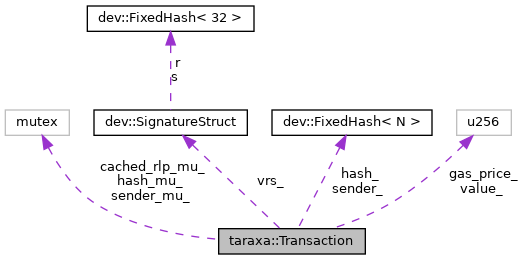 dev::FixedHash< 32 >
r
s
mutex
dev::SignatureStruct
dev::FixedHash< N >
u256
cached_rlp_mu_
hash_mu_
sender_mu_
vrs_
hash_
sender_
gas_price_
value_
taraxa::Transaction